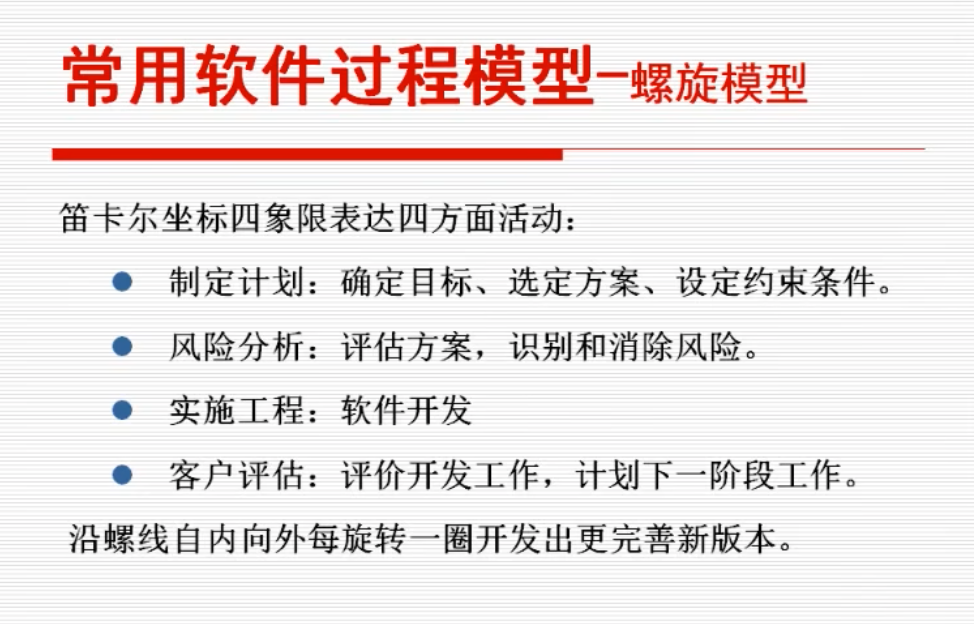 常用软件过程模型－螺旋模型
笛卡尔坐标四象限表达四方面活动：
● 制定计划：确定目标、选定方案、设定约束条件。
● 风险分析：评估方案，识别和消除风险。
● 实施工程：软件开发
● 客户评估：评价开发工作，计划下一阶段工作。
沿螺线自内向外每旋转一圈开发出更完善新版本。